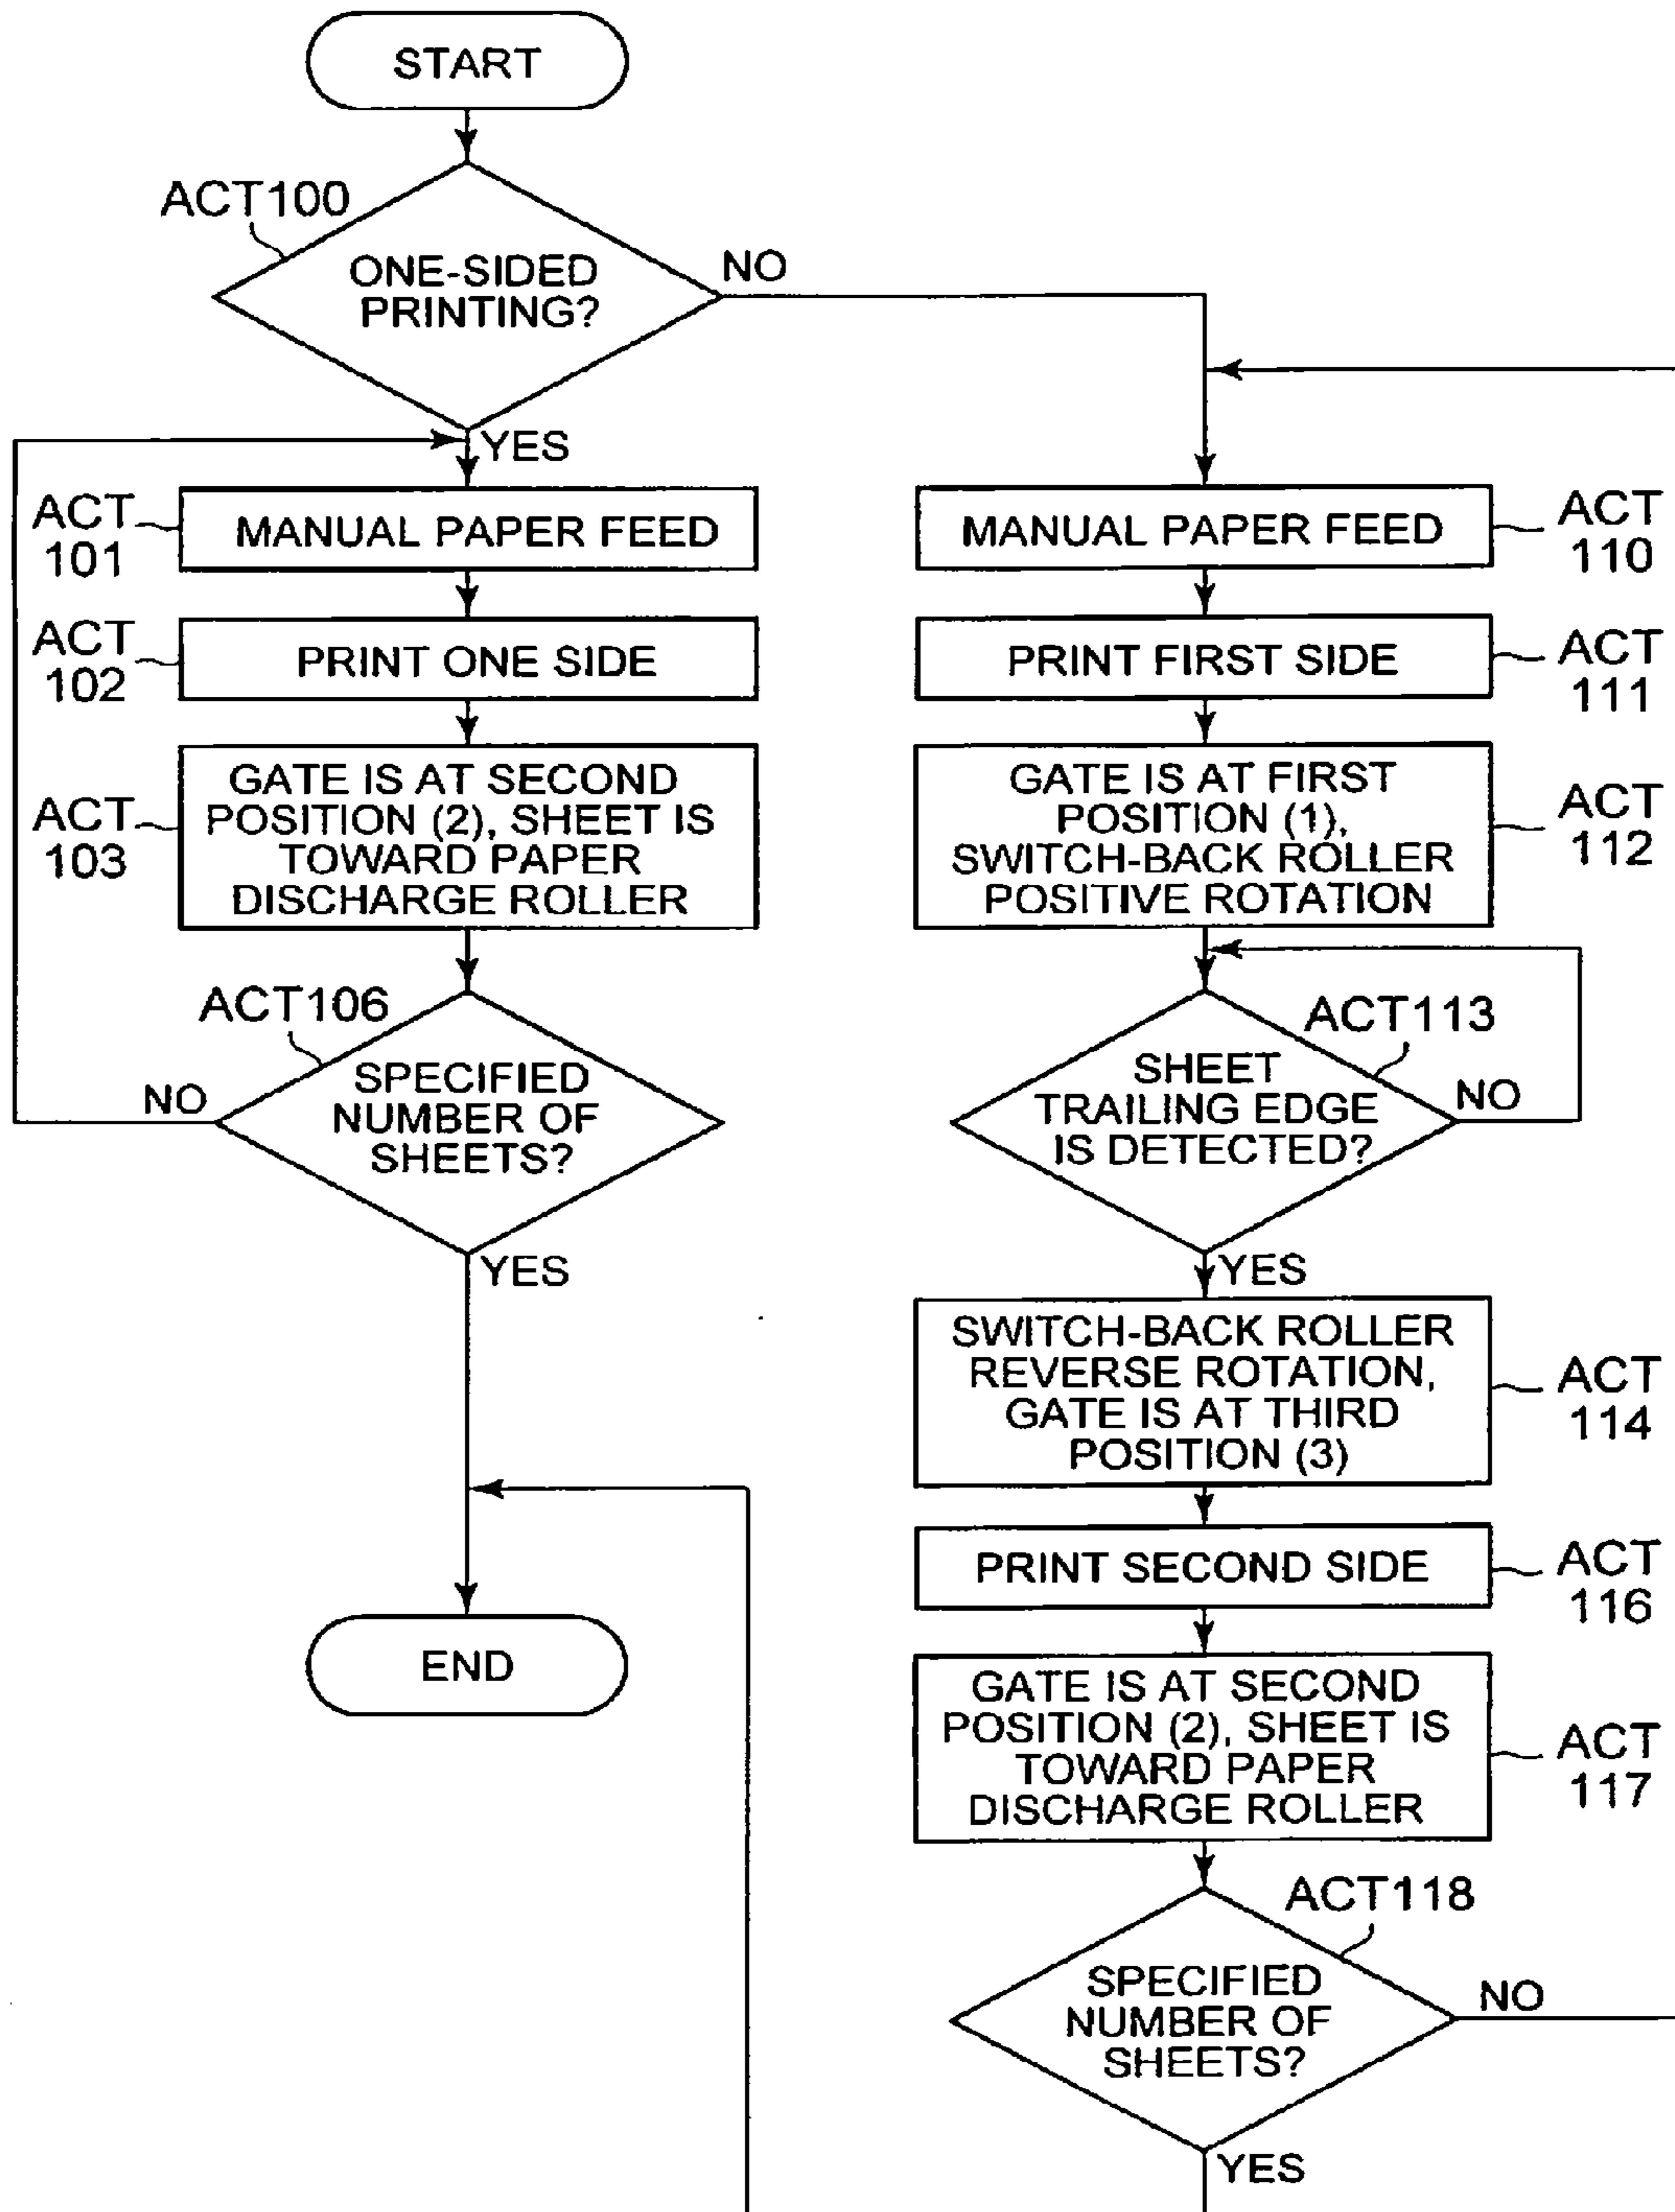 START
ACT100
ONE-SIDED
PRINTING?
NO
YES
ACT
101
MANUAL PAPER FEED
ACT
102
PRINT ONE SIDE
ACT
103
GATE IS AT SECOND
POSITION (2), SHEET IS
TOWARD PAPER
DISCHARGE ROLLER
ACT106
SPECIFIED
NUMBER OF
SHEETS?
NO
YES
END
MANUAL PAPER FEED
ACT
110
PRINT FIRST SIDE
ACT
111
GATE IS AT FIRST
POSITION (1),
SWITCH-BACK ROLLER
POSITIVE ROTATION
ACT
112
ACT113
SHEET
TRAILING EDGE
IS DETECTED?
NO
YES
SWITCH-BACK ROLLER
REVERSE ROTATION,
GATE IS AT THIRD
POSITION (3)
ACT
114
PRINT SECOND SIDE
ACT
116
GATE IS AT SECOND
POSITION (2), SHEET IS
TOWARD PAPER
DISCHARGE ROLLER
ACT
117
ACT118
SPECIFIED
NUMBER OF
SHEETS?
NO
YES